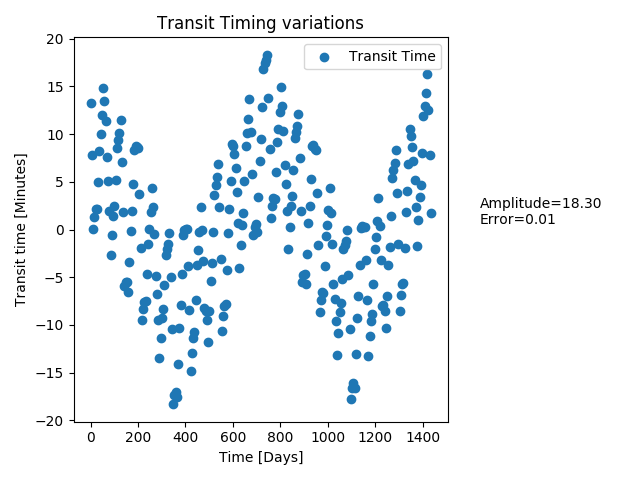 Transit Timing variations
Transit Time
Transit time [Minutes]
20
15
10
5
0
−5
−10
−15
−20
0
200
400
600
800
1000
1200
1400
Time [Days]
Amplitude=18.30
Error=0.01